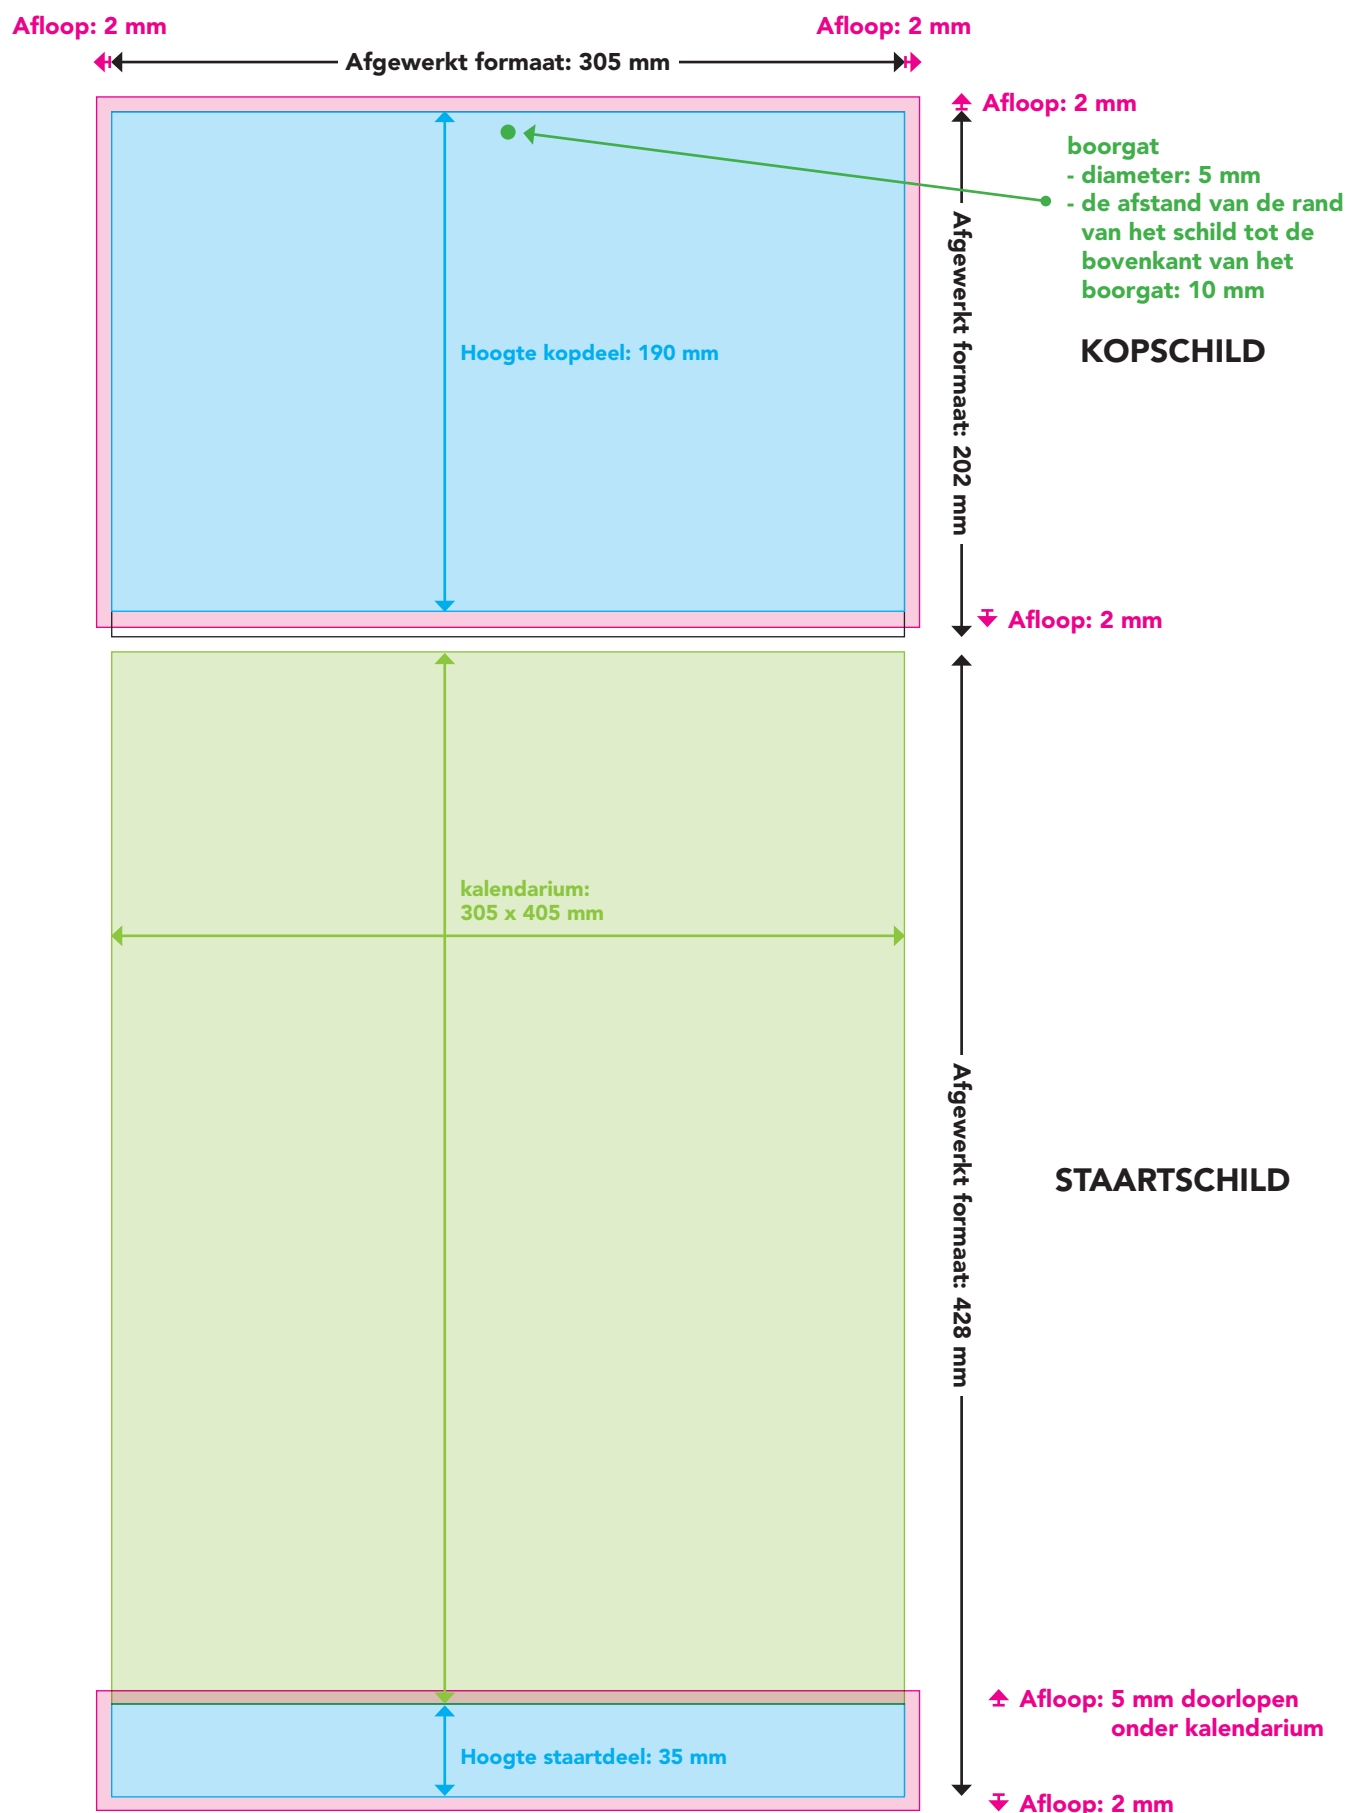 Afloop: 2 mm
Afloop: 2 mm
Afgewerkt formaat: 305 mm
Afloop: 2 mm
boorgat
- diameter: 5 mm
- de afstand van de rand
van het schild tot de
bovenkant van het
boorgat: 10 mm
Afgewerkt formaat: 202 mm
Hoogte kopdeel: 190 mm
KOPSCHILD
Afloop: 2 mm
kalendarium:
305 x 405 mm
Afgewerkt formaat: 428 mm
STAARTSCHILD
Afloop: 5 mm doorlopen
onder kalendarium
Hoogte staartdeel: 35 mm
Afloop: 2 mm